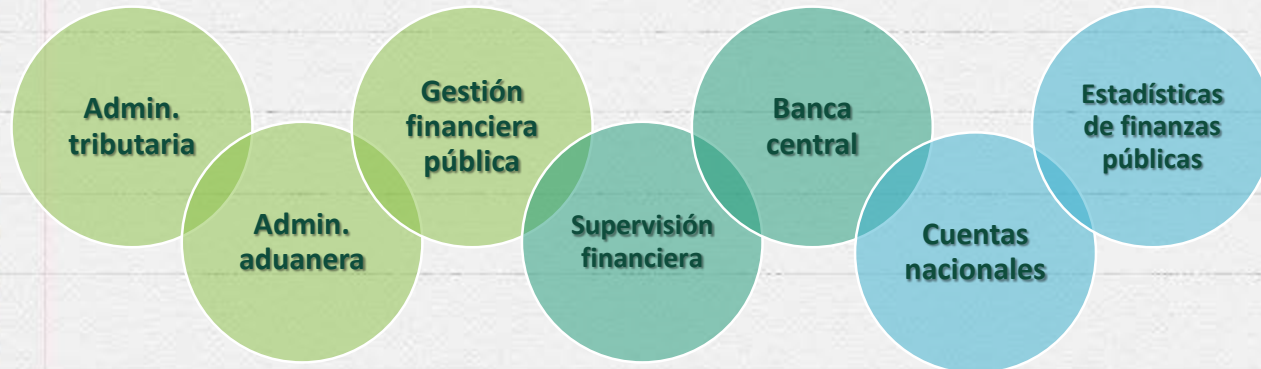 Admin.
tributaria
Admin.
aduanera
Gestión
financiera
pública
Supervisión
financiera
Banca
central
Cuentas
nacionales
Estadísticas
de finanzas
públicas